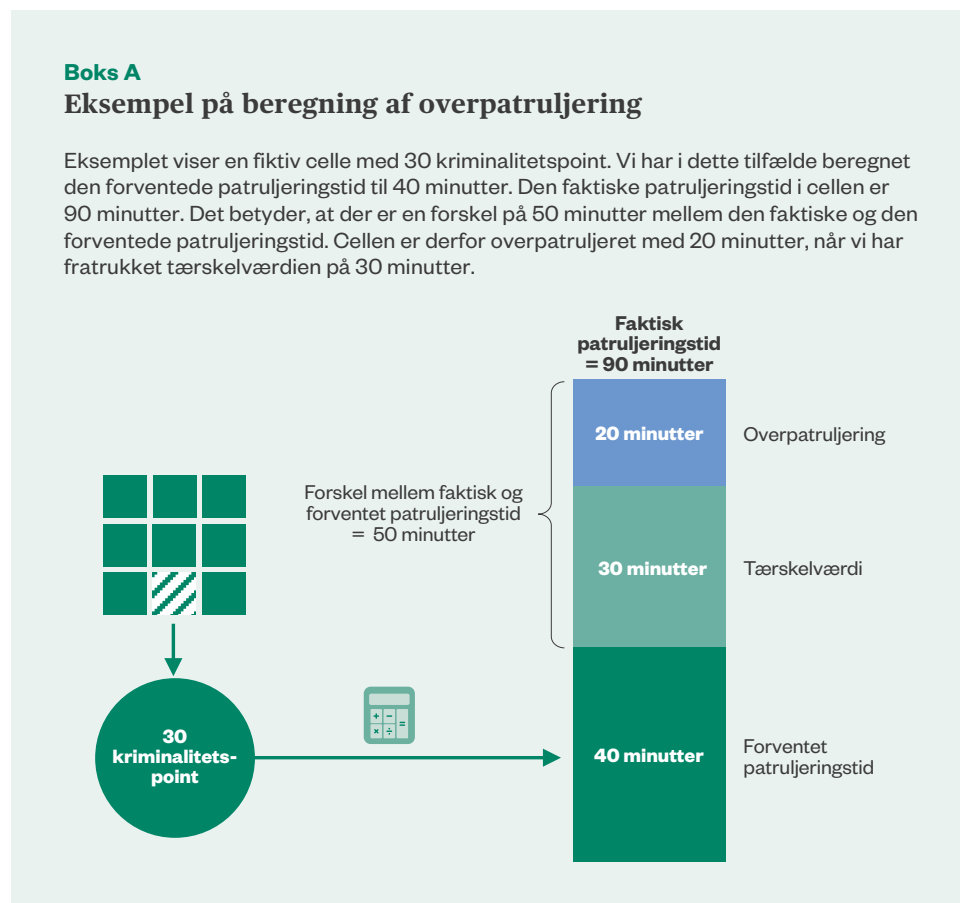 Boks A
Eksempel på beregning af overpatruljering
Eksemplet viser en fiktiv celle med 30 kriminalitetspoint. Vi har i dette tilfælde beregnet
den forventede patruljeringstid til 40 minutter. Den faktiske patruljeringstid i cellen er
90 minutter. Det betyder, at der er en forskel på 50 minutter mellem den faktiske og den
forventede patruljeringstid. Cellen er derfor overpatruljeret med 20 minutter, når vi har
fratrukket tærskelværdien på 30 minutter.
Faktisk
patruljeringstid
= 90 minutter
20 minutter
Overpatruljering
Forskel mellem faktisk og
forventet patruljeringstid
= 50 minutter
30 minutter
Tærskelværdi
30
kriminalitets-
point
+ −
× ÷ =
40 minutter
Forventet
patruljeringstid